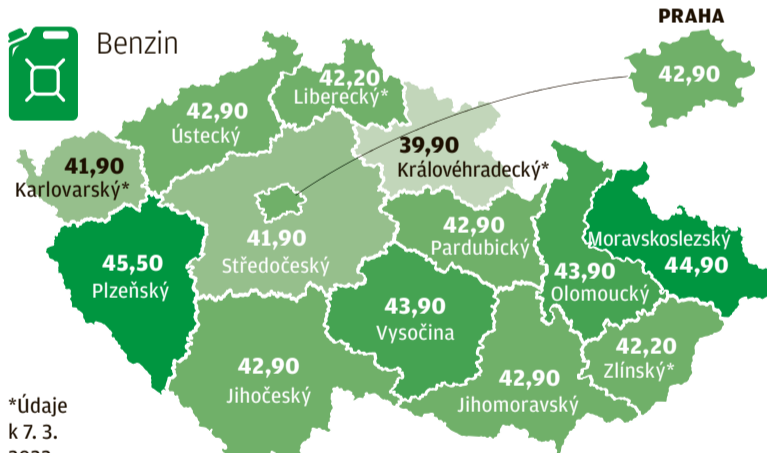 Benzin
PRAHA
42,90
42,20
Liberecký*
42,90
Ústecký
39,90
Královéhradecký*
41,90
Karlovarský*
41,90
Středočeský
42,90
Pardubický
Moravskoslezský
44,90
45,50
Plzeňský
43,90
Olomoucký
43,90
Vysočina
42,20
Zlínský*
42,90
Jihočeský
42,90
Jihomoravský
*Údaje
k 7. 3.